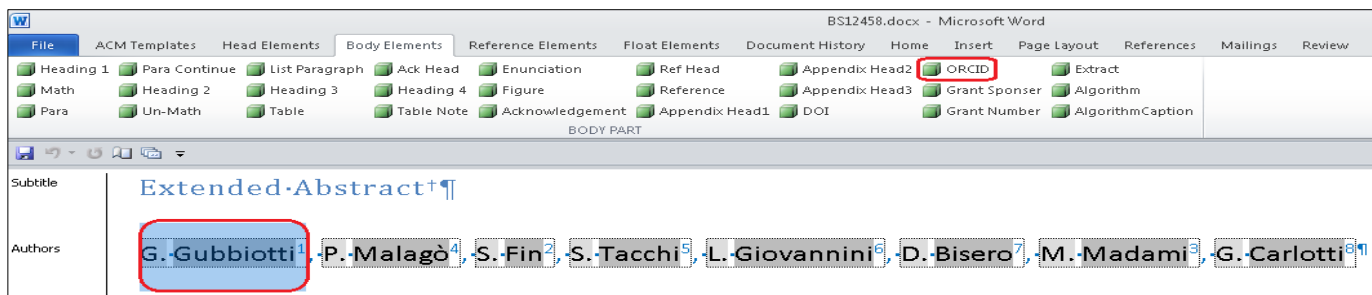 W BS12458.docx - Microsoft Word
File ACM Templates Head Elements Body Elements Reference Elements Float Elements Document History Home Insert Page Layout References Mailings Review
Heading 1 Para Continue List Paragraph Ack Head Enunciation Ref Head Appendix Head2 ORCID Extract
Math Heading 2 Heading 3 Heading 4 Figure Reference Appendix Head3 Grant Sponser Algorithm
Para Un-Math Table Table Note Acknowledgement Appendix Head1 DOI Grant Number AlgorithmCaption
BODY PART
Subtitle Extended·Abstract†¶
Authors G.·Gubbiotti1,·P.·Malagò4,·S.·Fin2,·S.·Tacchi5,·L.·Giovannini6,·D.·Bisero7,·M.·Madami3,·G.·Carlotti8¶